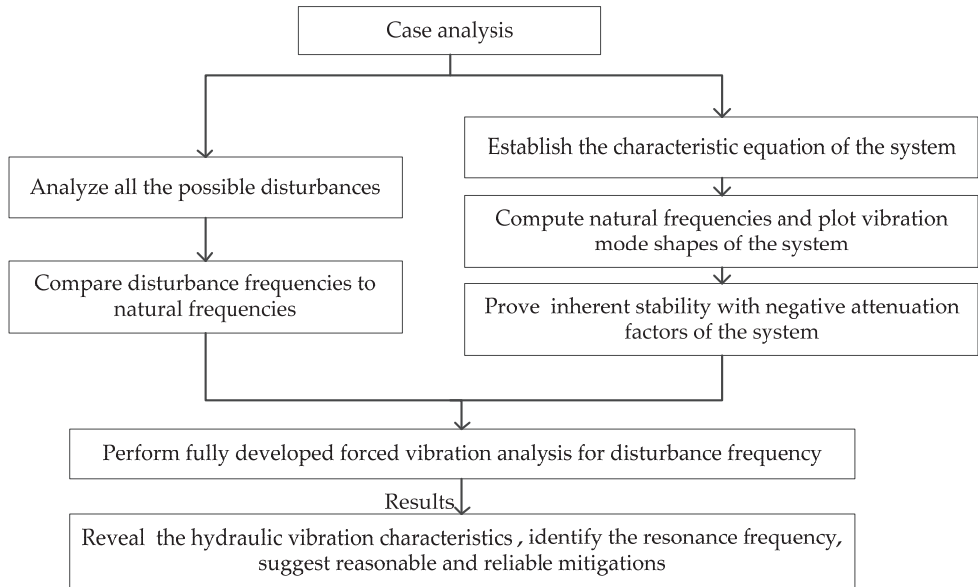 Case analysis
Analyze all the possible disturbances
Compare disturbance frequencies to
natural frequencies
Establish the characteristic equation of the system
Compute natural frequencies and plot vibration
mode shapes of the system
Prove inherent stability with negative attenuation
factors of the system
Perform fully developed forced vibration analysis for disturbance frequency
Results
Reveal the hydraulic vibration characteristics , identify the resonance frequency,
suggest reasonable and reliable mitigations